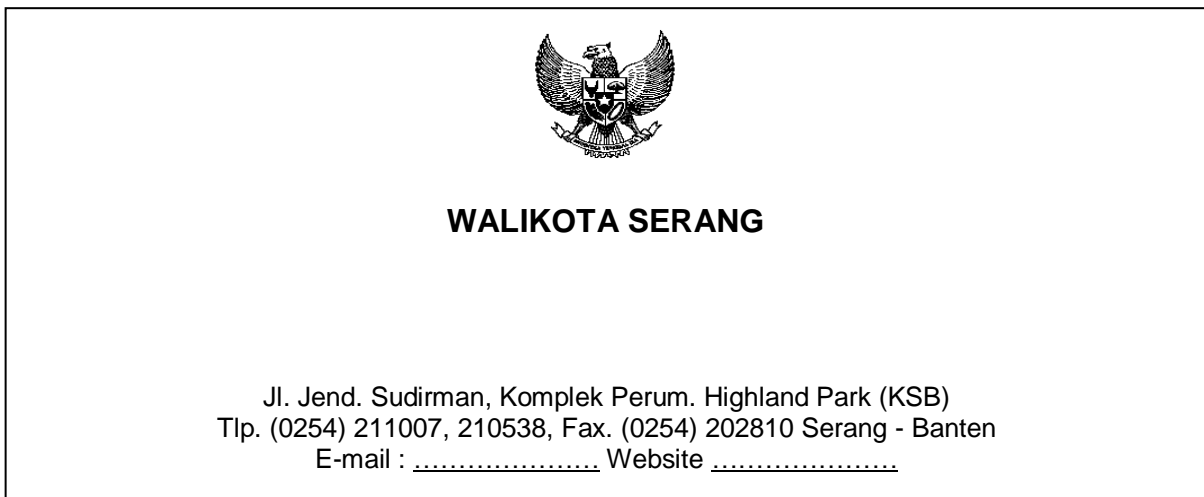 WALIKOTA SERANG
Jl. Jend. Sudirman, Komplek Perum. Highland Park (KSB)
Tlp. (0254) 211007, 210538, Fax. (0254) 202810 Serang - Banten
E-mail : ………………… Website …………………